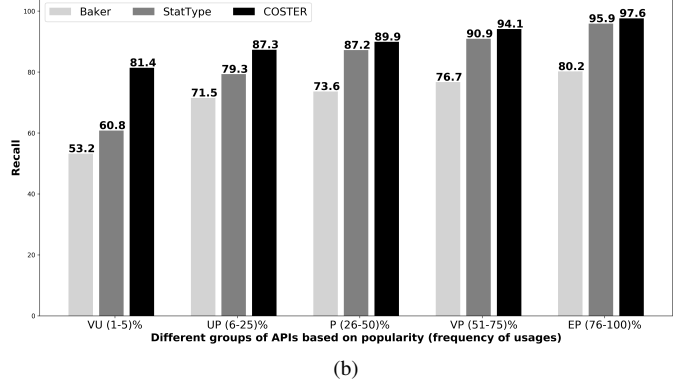 Baker StatType COSTER
100
80
60
40
20
0
Recall
53.2 60.8 81.4
71.5 79.3 87.3
73.6 87.2 89.9
76.7 90.9 94.1
80.2 95.9 97.6
VU (1-5)% UP (6-25)% P (26-50)% VP (51-75)% EP (76-100)%
Different groups of APIs based on popularity (frequency of usages)
(b)